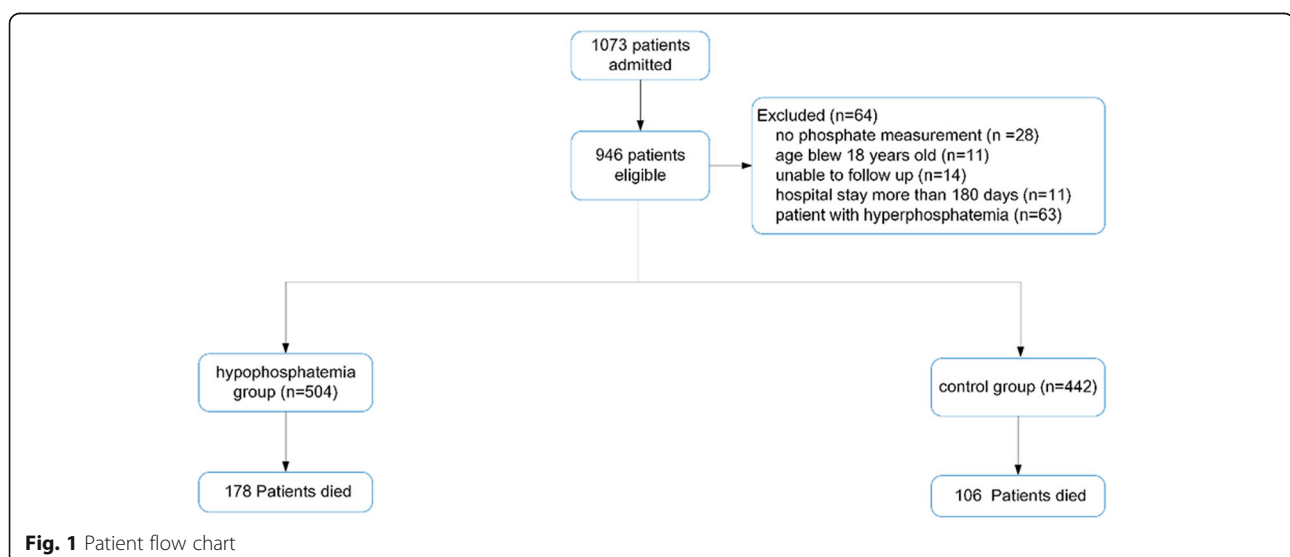 1073 patients
admitted
946 patients
eligible
Excluded (n=64)
no phosphate measurement (n =28)
age blew 18 years old (n=11)
unable to follow up (n=14)
hospital stay more than 180 days (n=11)
patient with hyperphosphatemia (n=63)
hypophosphatemia
group (n=504)
control group (n=442)
178 Patients died
106 Patients died
Fig. 1 Patient flow chart